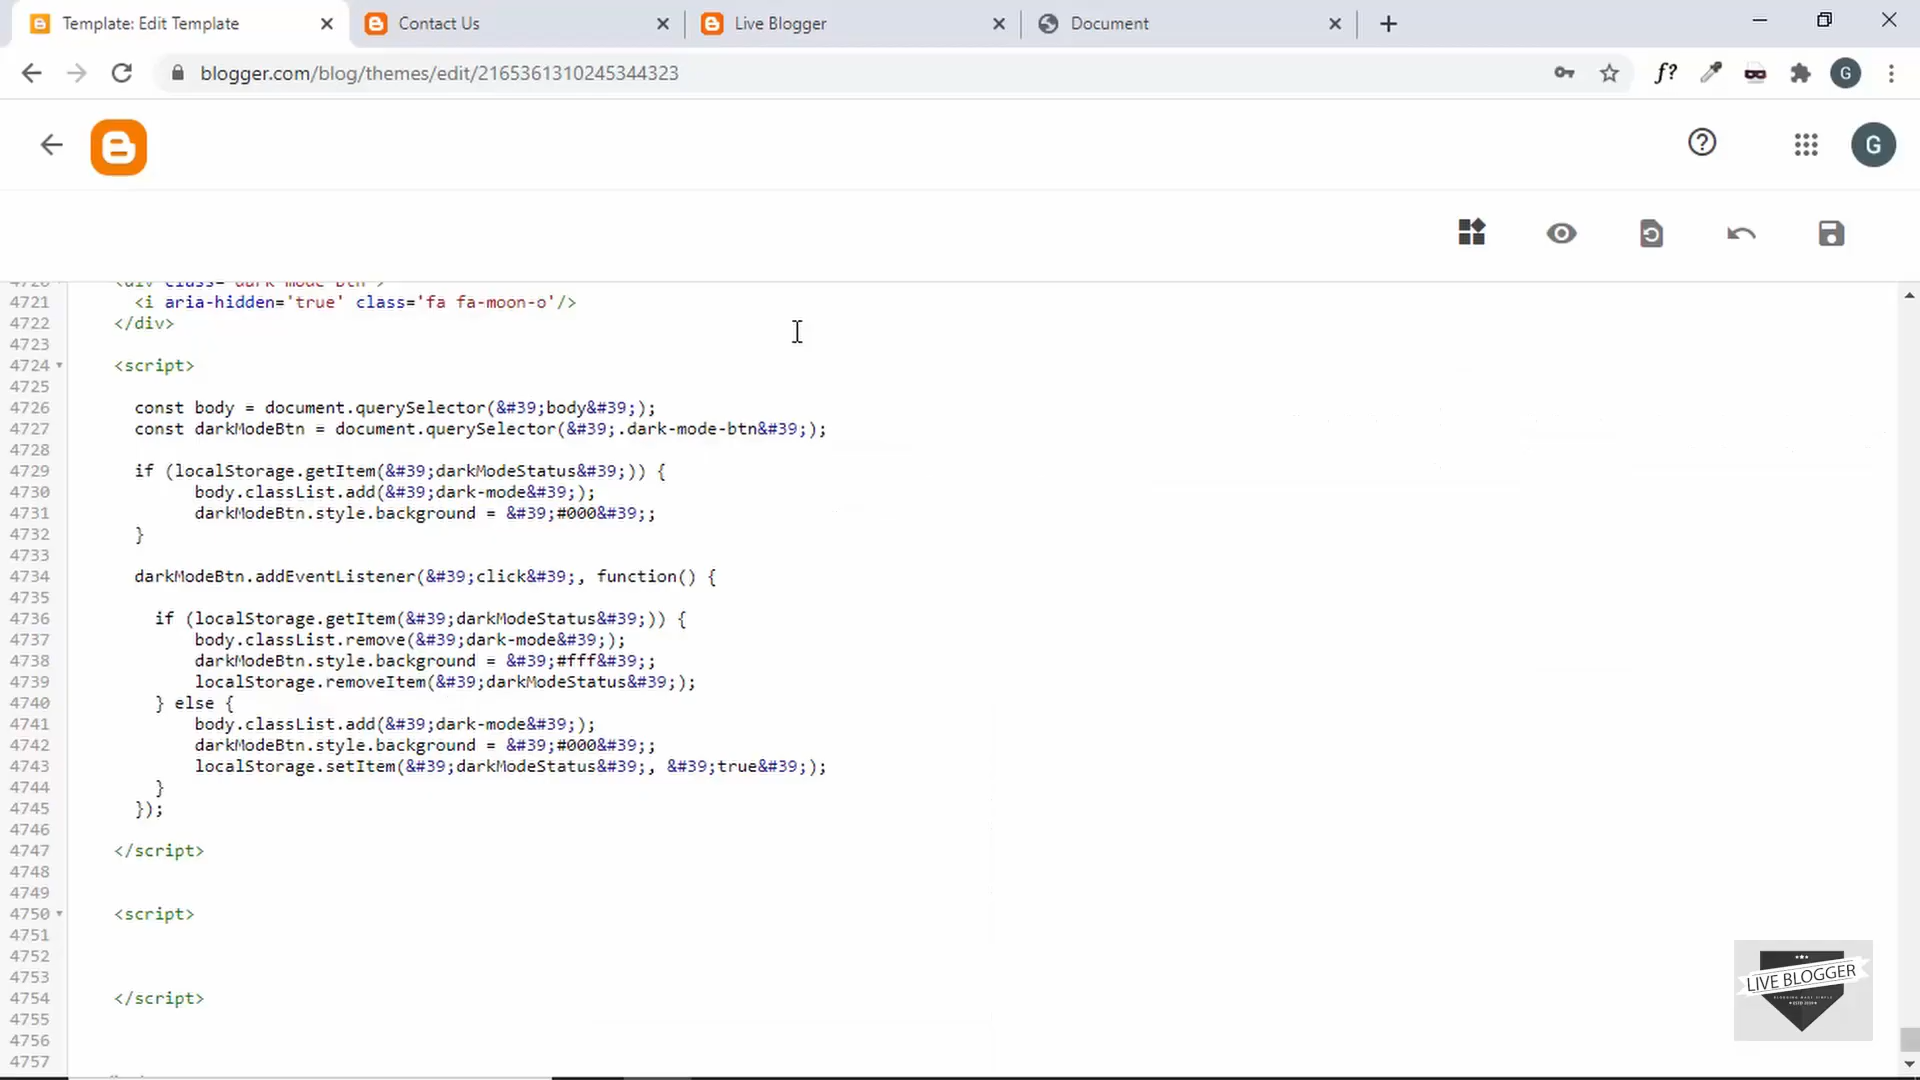 Template: Edit Template
Contact Us
Live Blogger
Document
blogger.com/blog/themes/edit/2165361310245344323
f?
G
G
4720 <div class='dark-mode-btn'>
4721 <i aria-hidden='true' class='fa fa-moon-o'/>
4722 </div>
4723
4724 <script>
4725
4726 const body = document.querySelector(&#39;body&#39;);
4727 const darkModeBtn = document.querySelector(&#39;.dark-mode-btn&#39;);
4728
4729 if (localStorage.getItem(&#39;darkModeStatus&#39;)) {
4730 body.classList.add(&#39;dark-mode&#39;);
4731 darkModeBtn.style.background = &#39;#000&#39;;
4732 }
4733
4734 darkModeBtn.addEventListener(&#39;click&#39;, function() {
4735
4736 if (localStorage.getItem(&#39;darkModeStatus&#39;)) {
4737 body.classList.remove(&#39;dark-mode&#39;);
4738 darkModeBtn.style.background = &#39;#fff&#39;;
4739 localStorage.removeItem(&#39;darkModeStatus&#39;);
4740 } else {
4741 body.classList.add(&#39;dark-mode&#39;);
4742 darkModeBtn.style.background = &#39;#000&#39;;
4743 localStorage.setItem(&#39;darkModeStatus&#39;, &#39;true&#39;);
4744 }
4745 });
4746
4747 </script>
4748
4749
4750 <script>
4751
4752
4753
4754 </script>
4755
4756
4757
LIVE BLOGGER